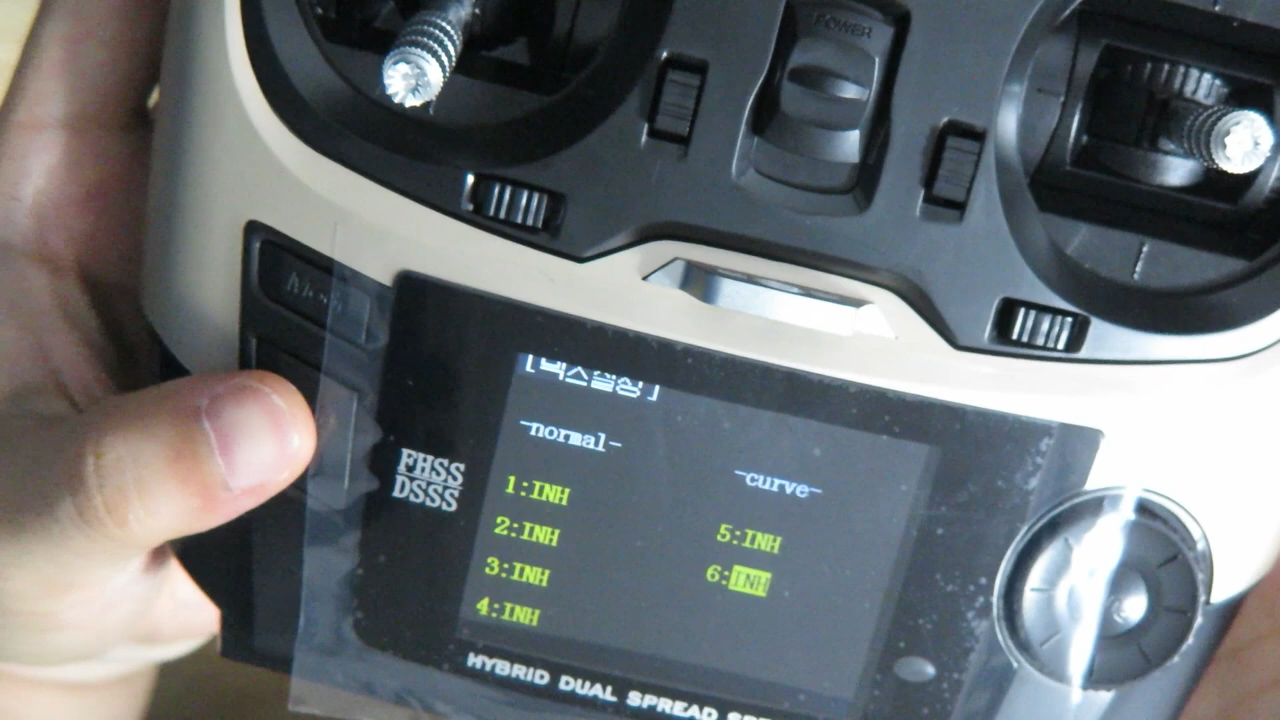 POWER
[믹스설정]
-normal-
-curve-
1:INH
2:INH
3:INH
4:INH
5:INH
6:INH
FHSS
DSSS
HYBRID DUAL SPREAD